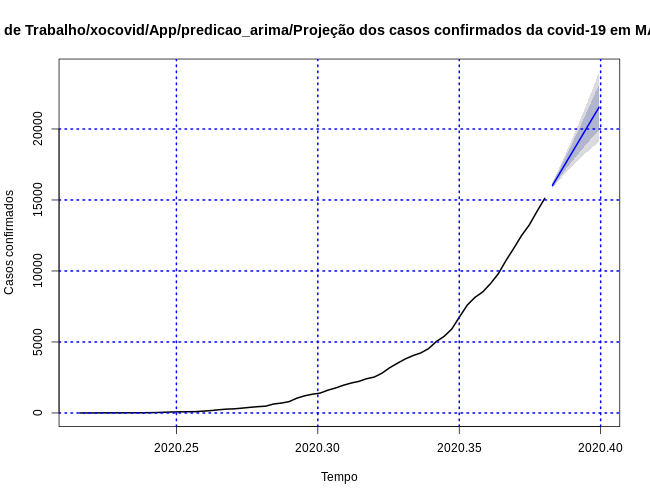 de Trabalho/xocovid/App/predicao_arima/Projeção dos casos confirmados da covid-19 em MA
Casos confirmados
20000
15000
10000
5000
0
2020.25 2020.30 2020.35 2020.40
Tempo